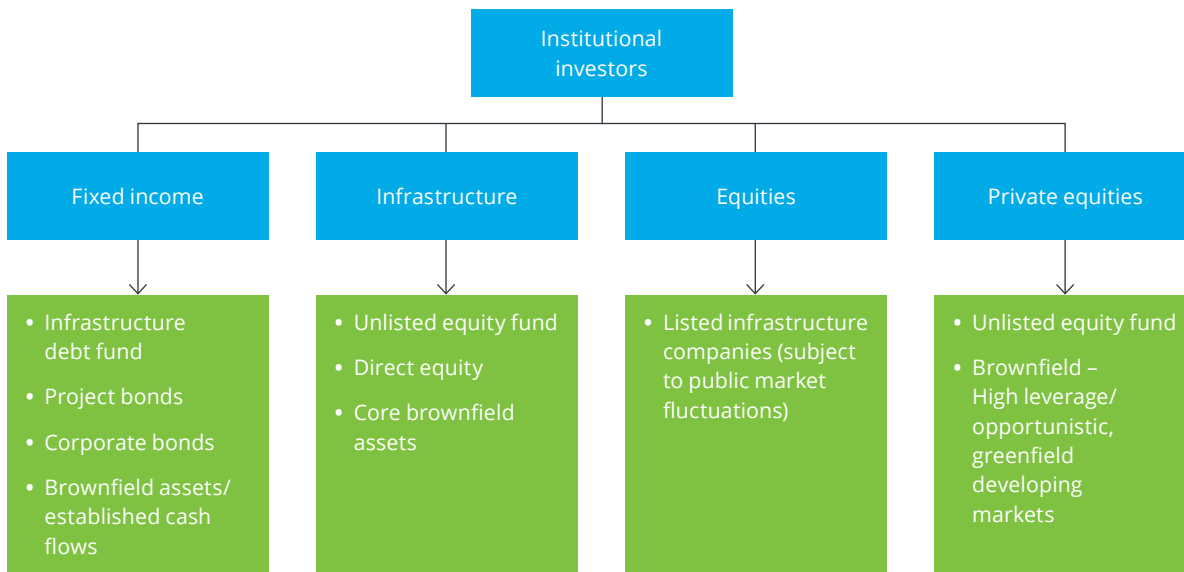 Institutional
investors
Fixed income
Infrastructure
Equities
Private equities
• Infrastructure
debt fund
• Project bonds
• Corporate bonds
• Brownfield assets/
established cash
flows
• Unlisted equity fund
• Direct equity
• Core brownfield
assets
• Listed infrastructure
companies (subject
to public market
fluctuations)
• Unlisted equity fund
• Brownfield –
High leverage/
opportunistic,
greenfield
developing
markets